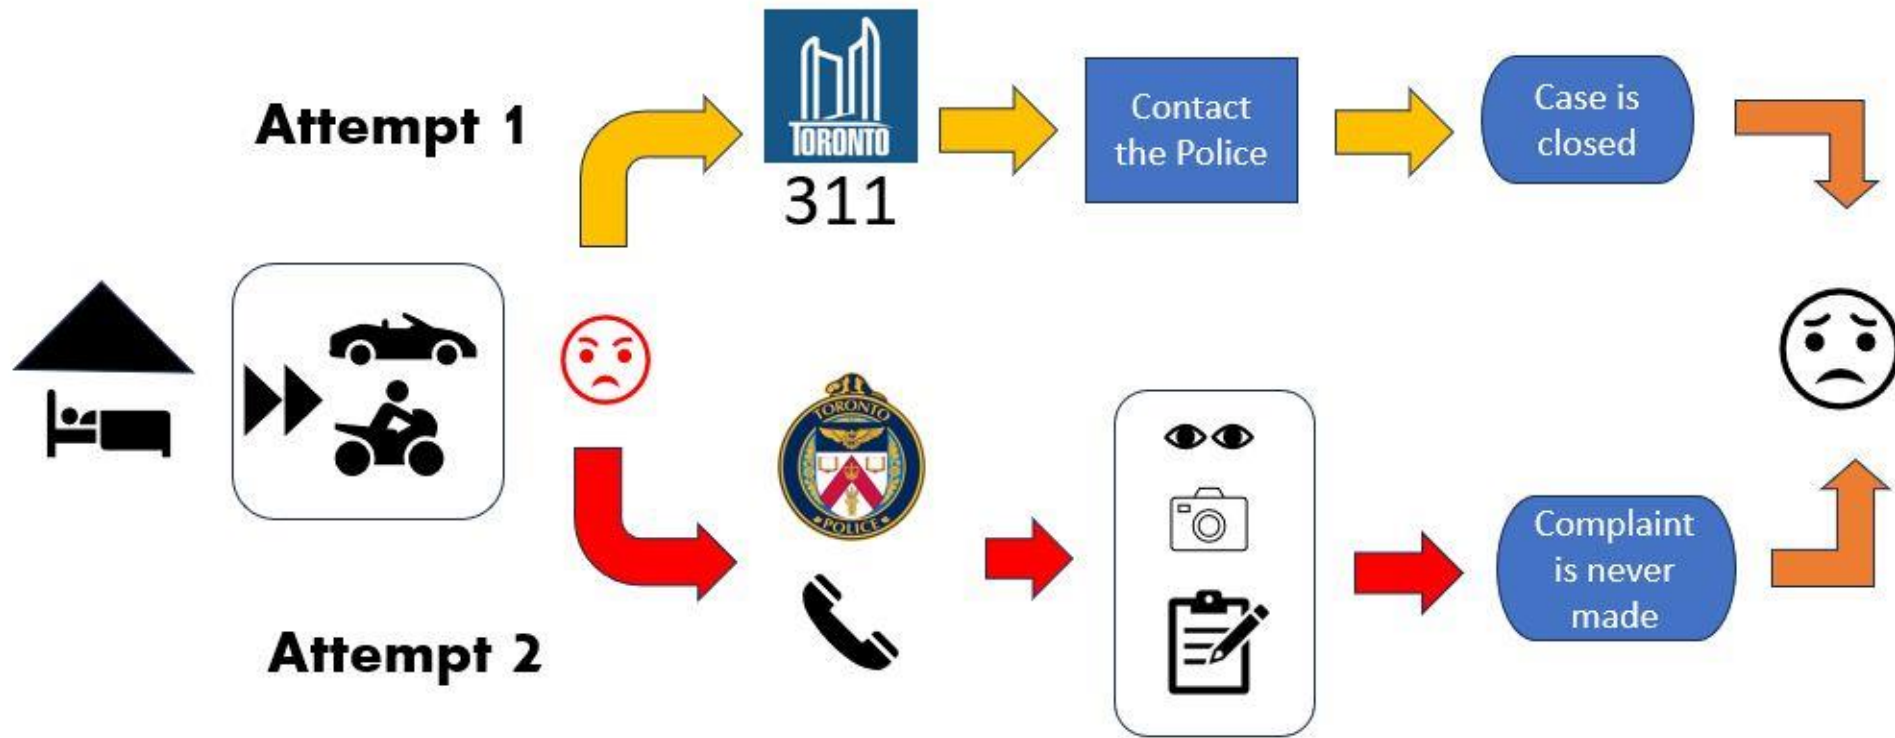 Attempt 1
TORONTO
311
Contact
the Police
Case is
closed
TORONTO
POLICE
Complaint
is never
made
Attempt 2